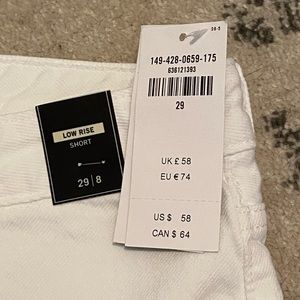 149-428-0659-175
636121393
29
UK £ 58
EU € 74
US $ 58
CAN $ 64
LOW RISE
SHORT
29|8